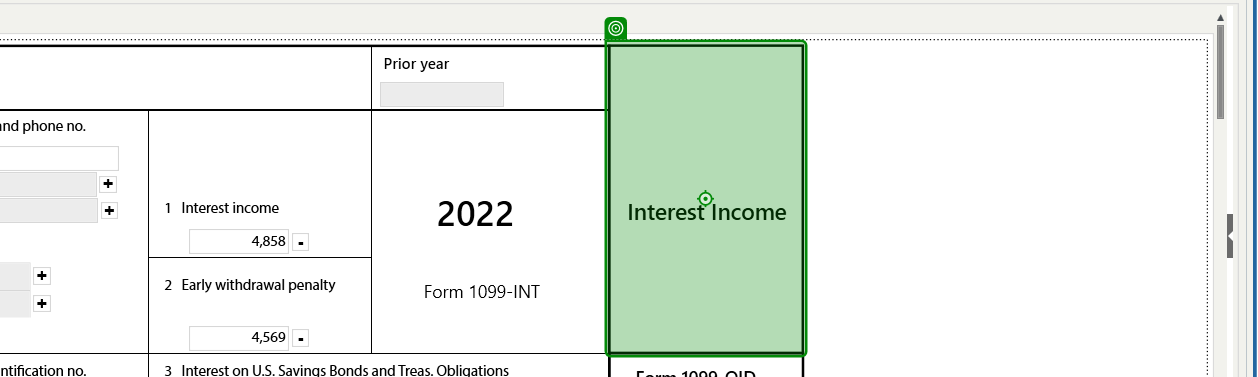 Prior year
and phone no.
1 Interest income
4,858
2022
Interest Income
2 Early withdrawal penalty
Form 1099-INT
4,569
ntification no.
3 Interest on U.S. Savings Bonds and Treas. Obligations
Form 1099-OID